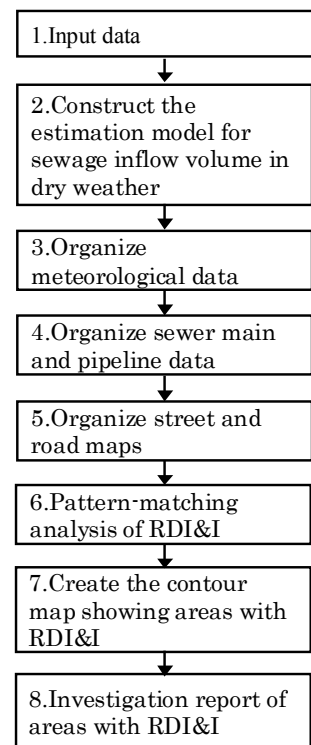 1.Input data
2.Construct the
estimation model for
sewage inflow volume in
dry weather
3.Organize
meteorological data
4.Organize sewer main
and pipeline data
5.Organize street and
road maps
6.Pattern-matching
analysis of RDI&I
7.Create the contour
map showing areas with
RDI&I
8.Investigation report of
areas with RDI&I